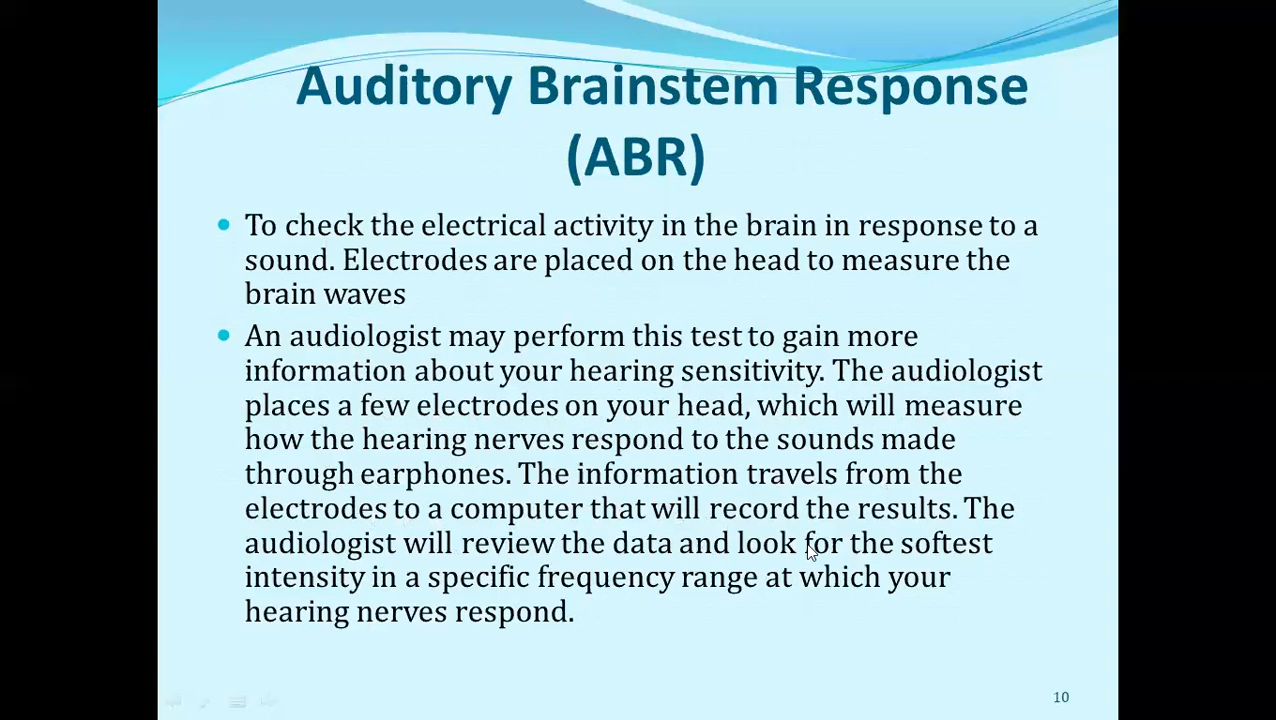 Auditory Brainstem Response
(ABR)
• To check the electrical activity in the brain in response to a
sound. Electrodes are placed on the head to measure the
brain waves
• An audiologist may perform this test to gain more
information about your hearing sensitivity. The audiologist
places a few electrodes on your head, which will measure
how the hearing nerves respond to the sounds made
through earphones. The information travels from the
electrodes to a computer that will record the results. The
audiologist will review the data and look for the softest
intensity in a specific frequency range at which your
hearing nerves respond.
10